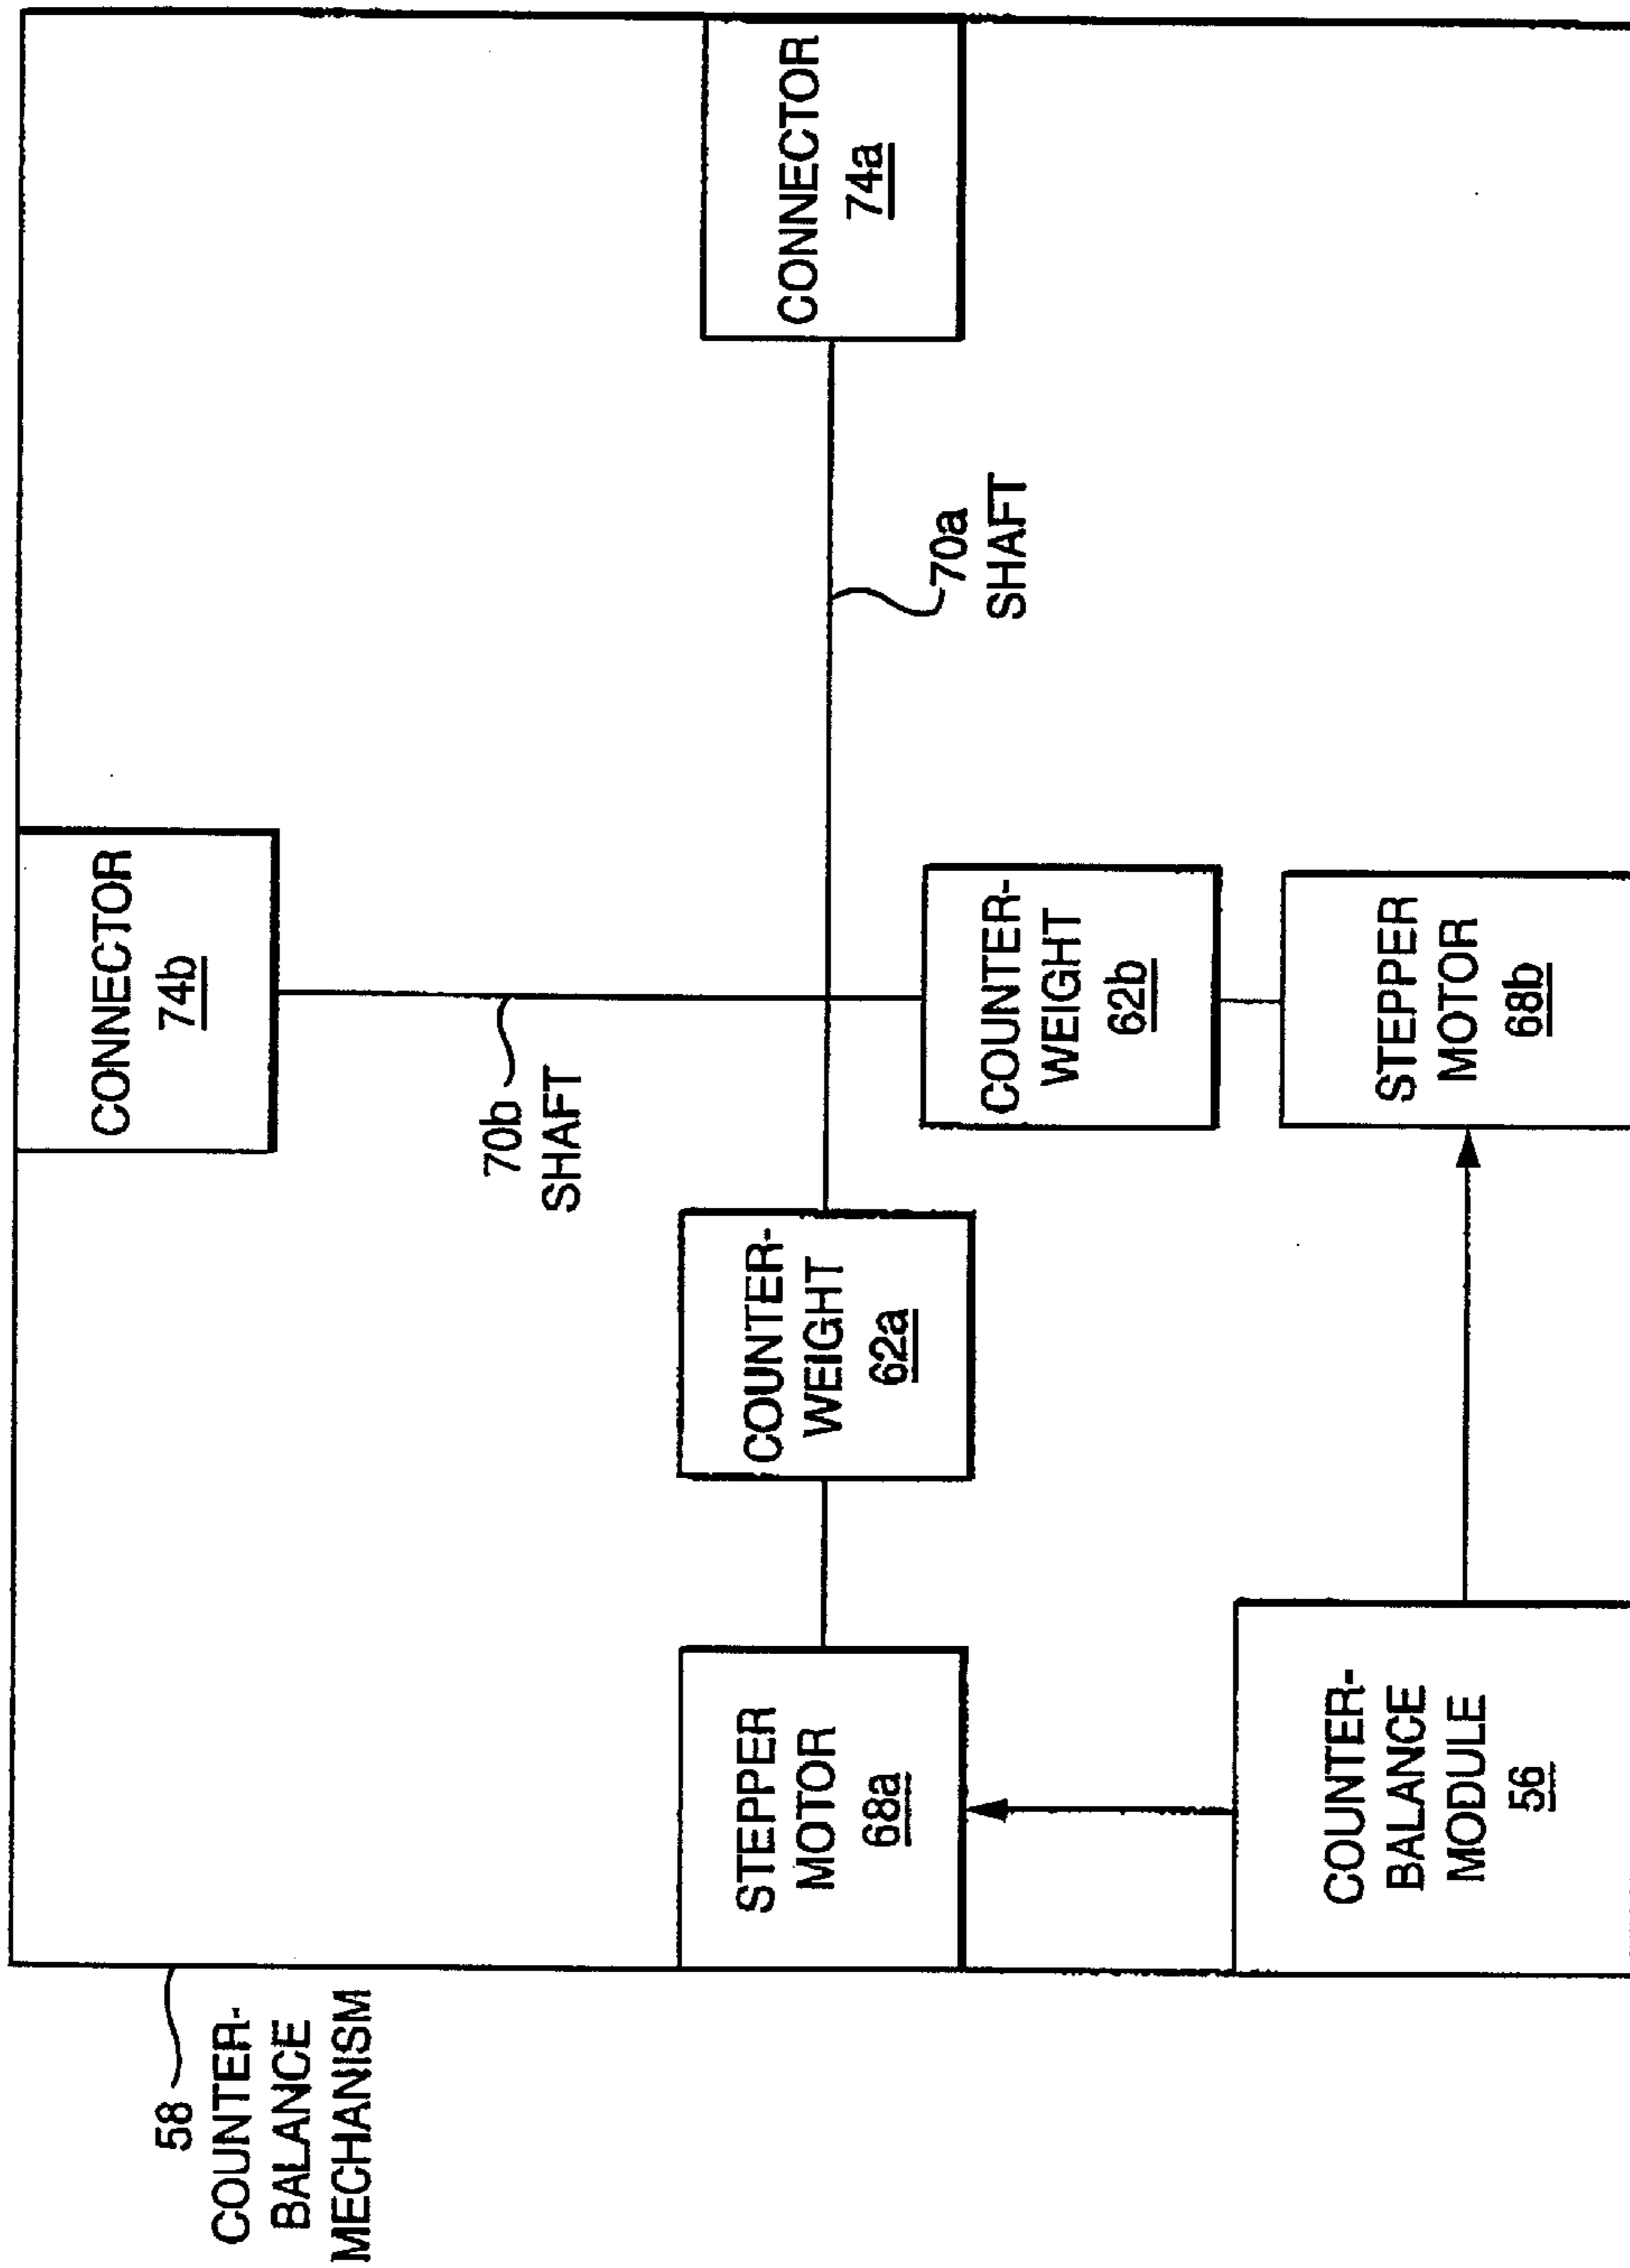 58
COUNTER-
BALANCE
MECHANISM
CONNECTOR
74b
70b
SHAFT
STEPPER
MOTOR
68a
COUNTER-
WEIGHT
62a
70a
SHAFT
CONNECTOR
74a
COUNTER-
WEIGHT
62b
COUNTER-
BALANCE
MODULE
56
STEPPER
MOTOR
68b